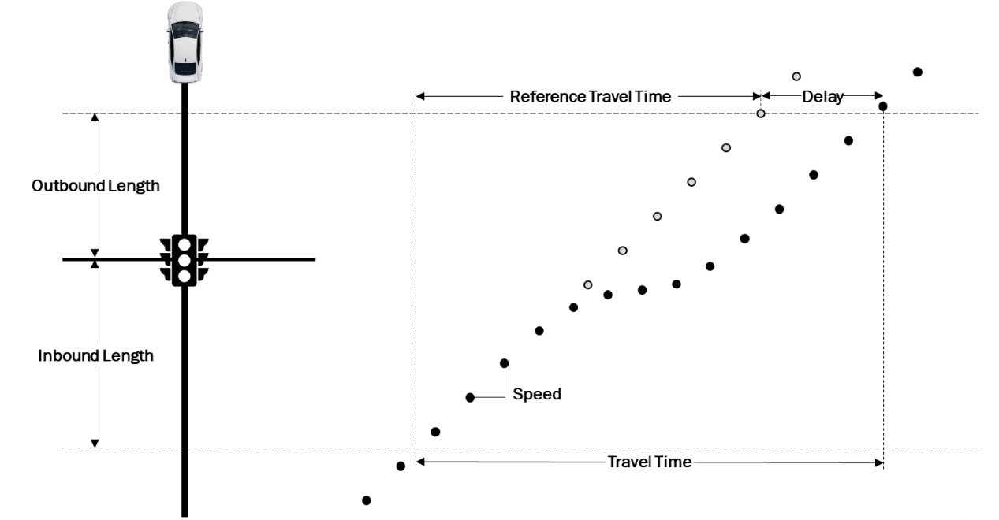 Reference Travel Time
Delay
Outbound Length
Inbound Length
Speed
Travel Time